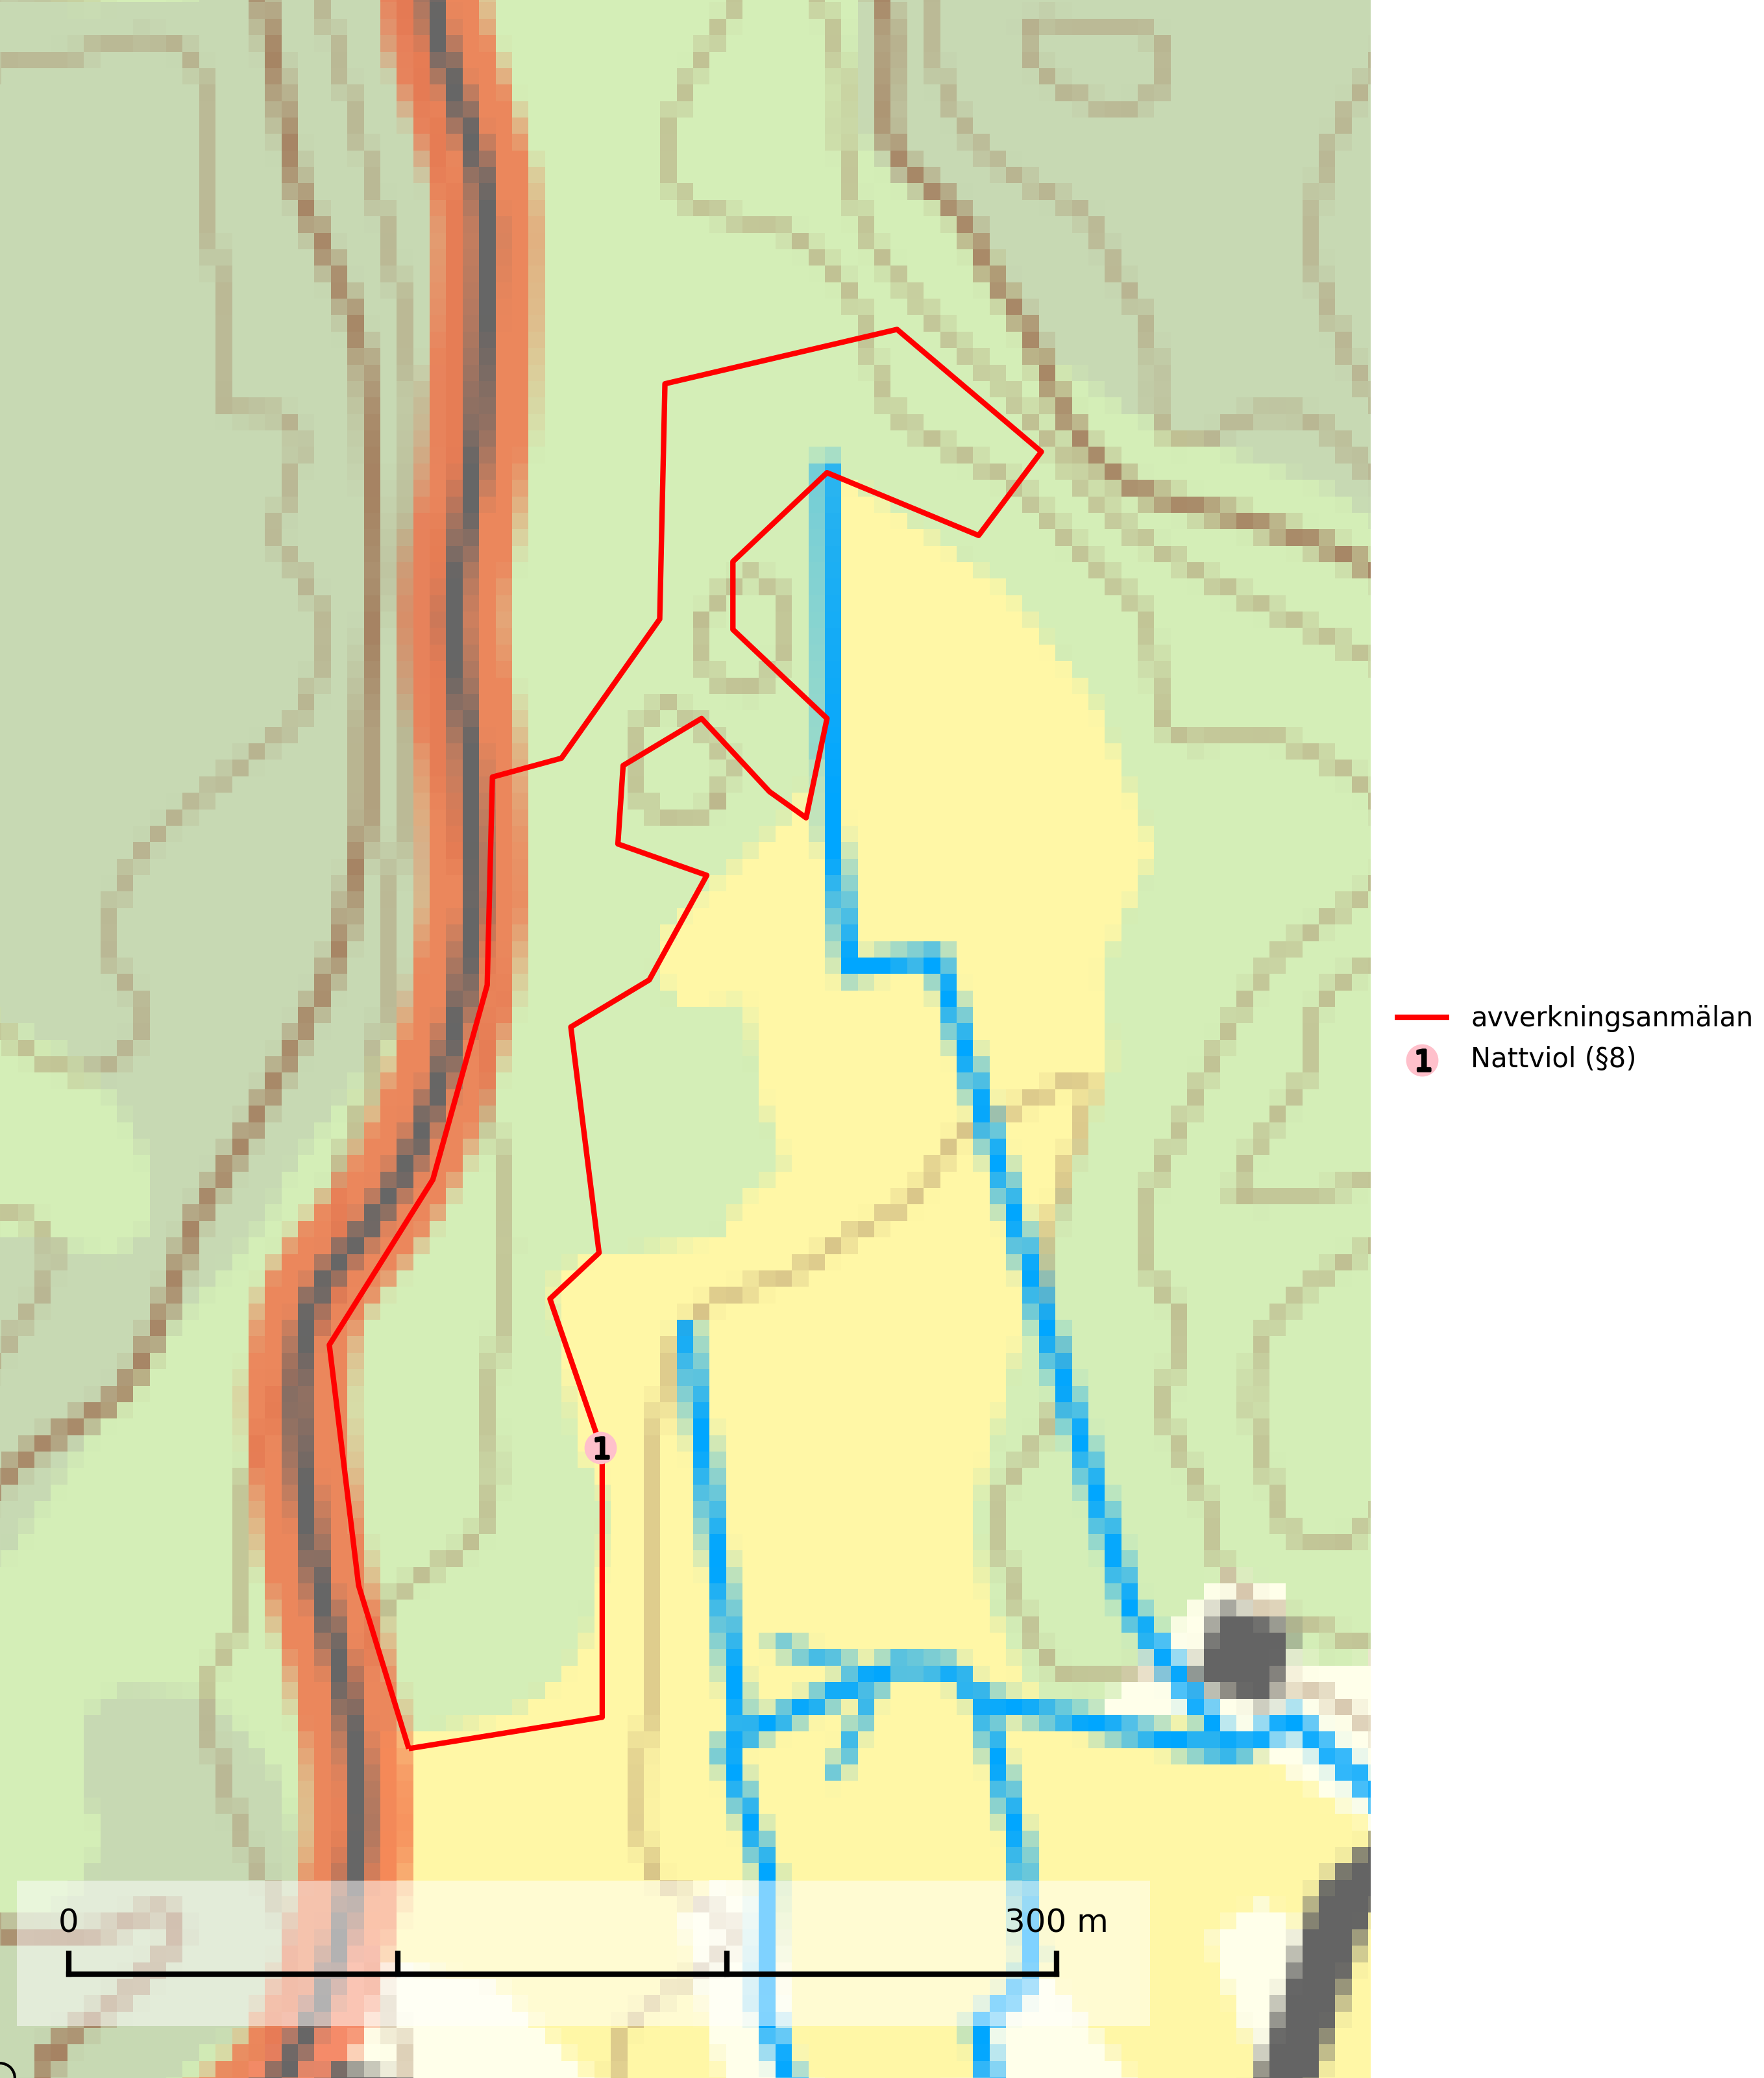 avverkningsanmälan
1 Nattviol (§8)
1
0 300 m